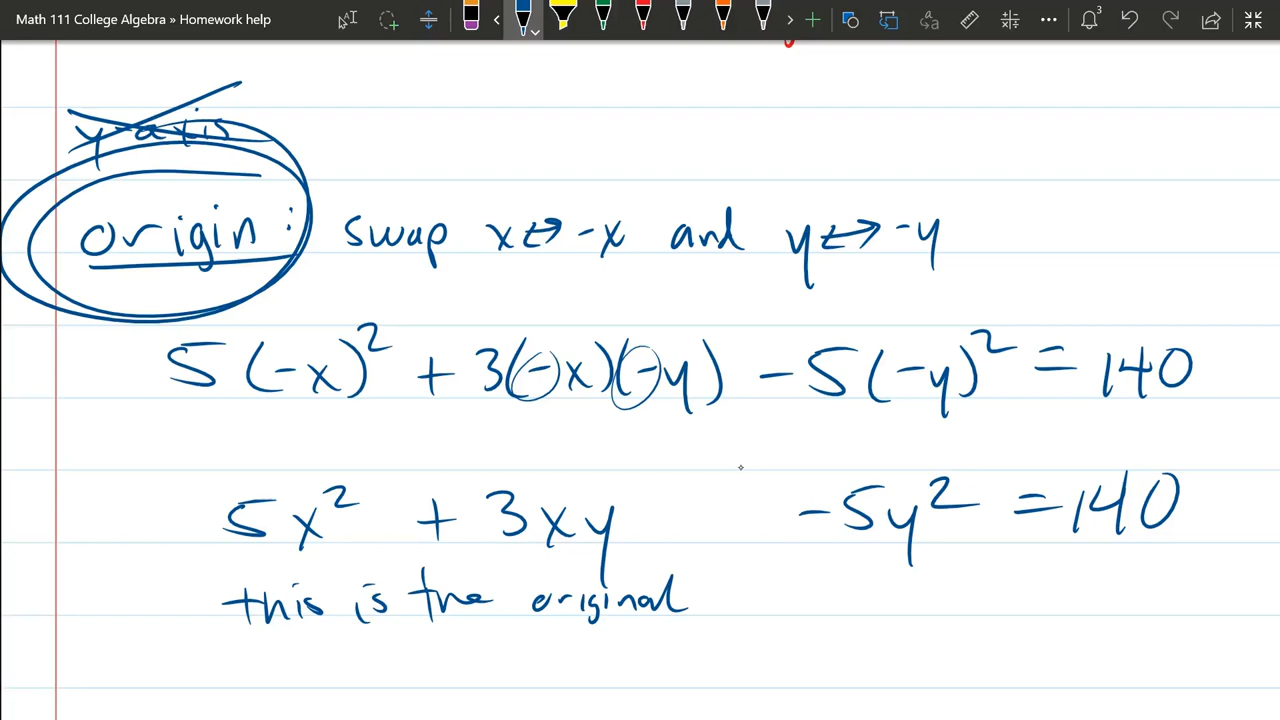 Math 111 College Algebra » Homework help
3
y-axis
origin: swap x↔-x and y↔-y
5(-x)² + 3(-x)(-y) - 5(-y)² = 140
5x² + 3xy - 5y² = 140
this is the original